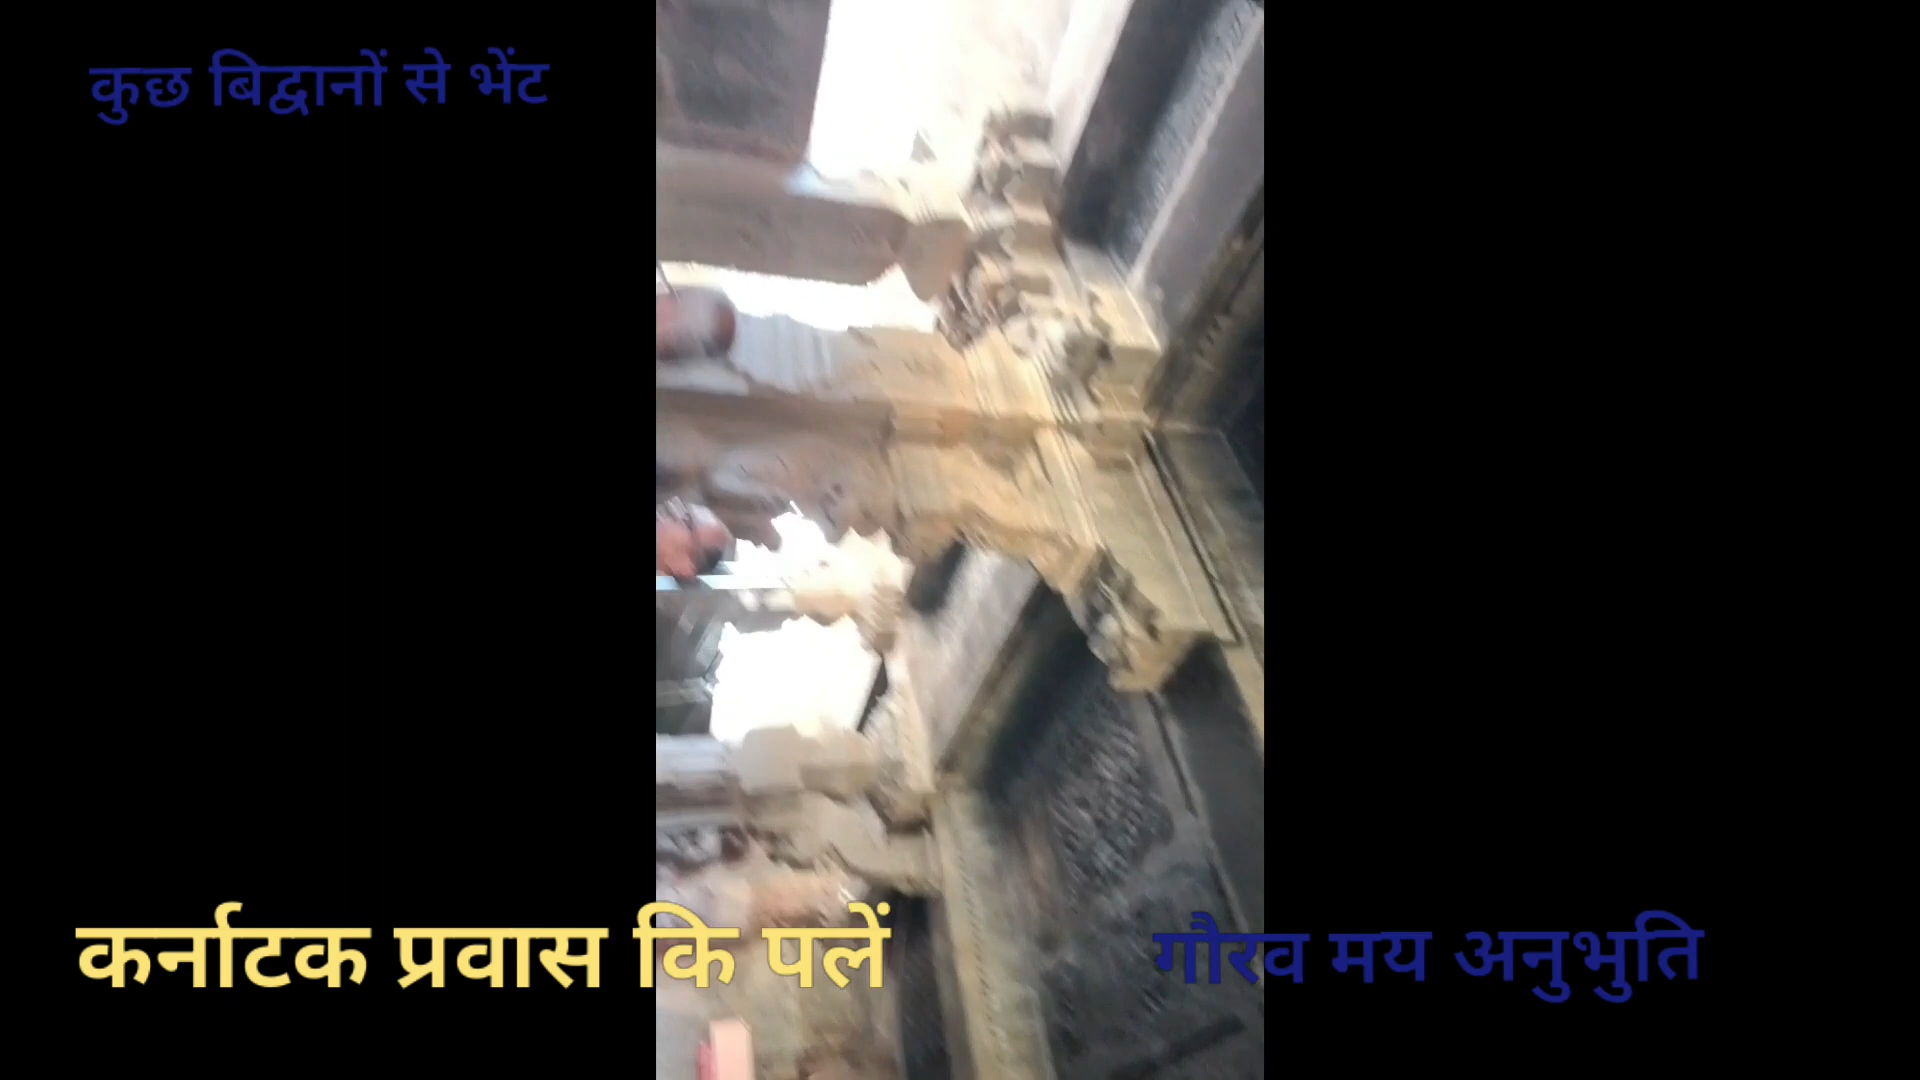 कुछ बिद्वानों से भेंट
कर्नाटक प्रवास कि पलें
गौरव मय अनुभुति